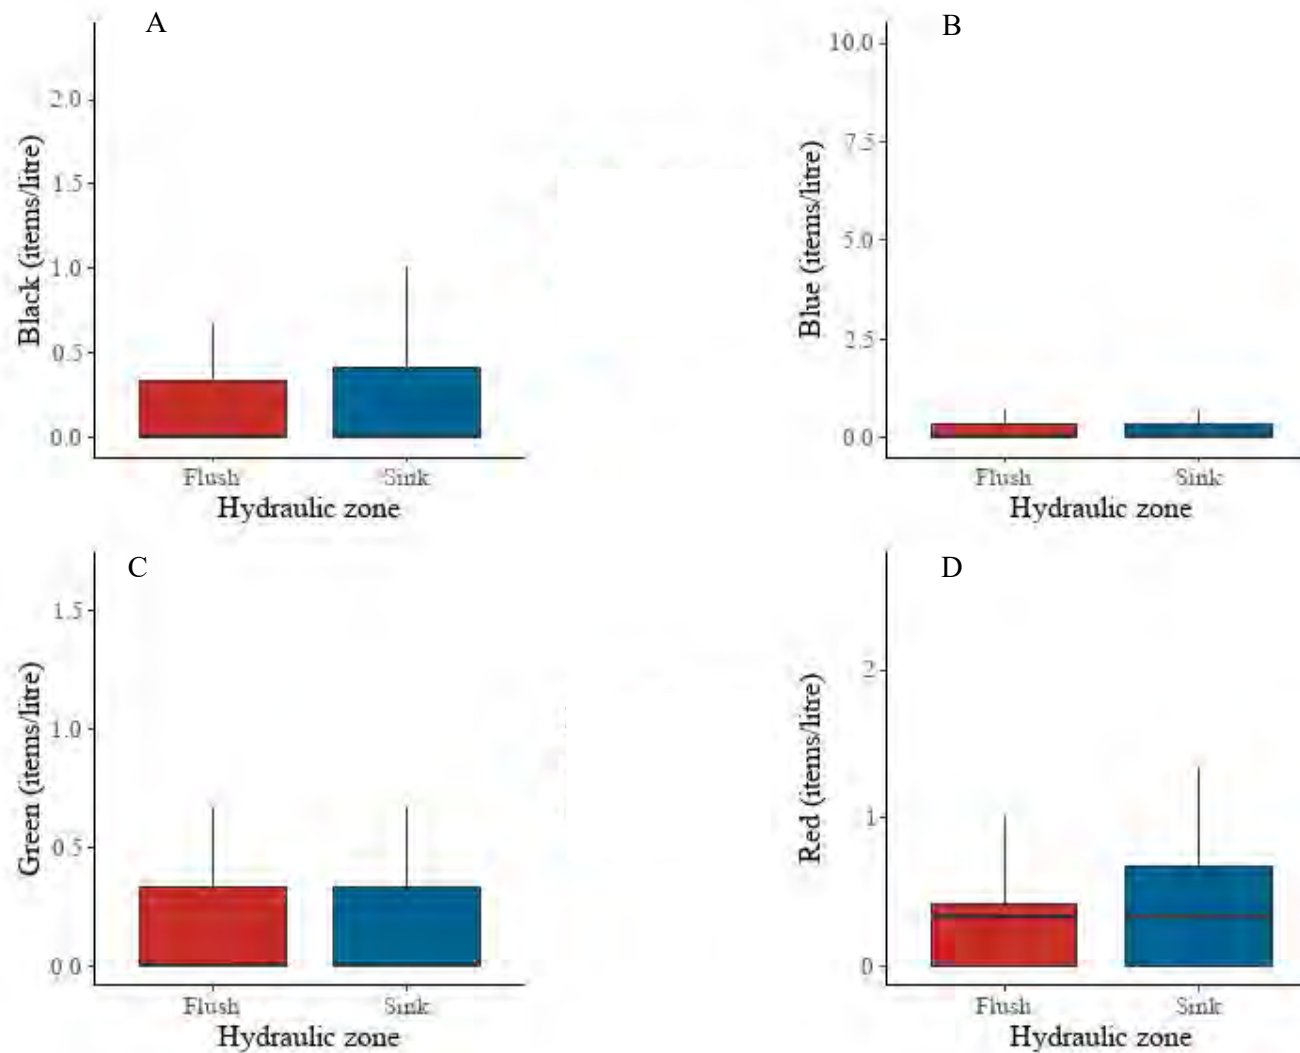 A
Black (items/litre)
2.0
1.5
1.0
0.5
0.0
Flush Sink
Hydraulic zone
B
Blue (items/litre)
10.0
7.5
5.0
2.5
0.0
Flush Sink
Hydraulic zone
C
Green (items/litre)
1.5
1.0
0.5
0.0
Flush Sink
Hydraulic zone
D
Red (items/litre)
2
1
0
Flush Sink
Hydraulic zone